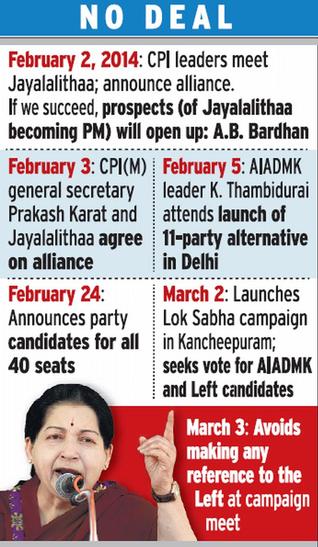 NO DEAL
February 2, 2014: CPI leaders meet
Jayalalithaa; announce alliance.
If we succeed, prospects (of Jayalalithaa
becoming PM) will open up: A.B. Bardhan
February 3: CPI(M)
general secretary
Prakash Karat and
Jayalalithaa agree
on alliance
February 5: AIADMK
leader K. Thambidurai
attends launch of
11-party alternative
in Delhi
February 24:
Announces party
candidates for all
40 seats
March 2: Launches
Lok Sabha campaign
in Kancheepuram;
seeks vote for AIADMK
and Left candidates
March 3: Avoids
making any
reference to the
Left at campaign
meet